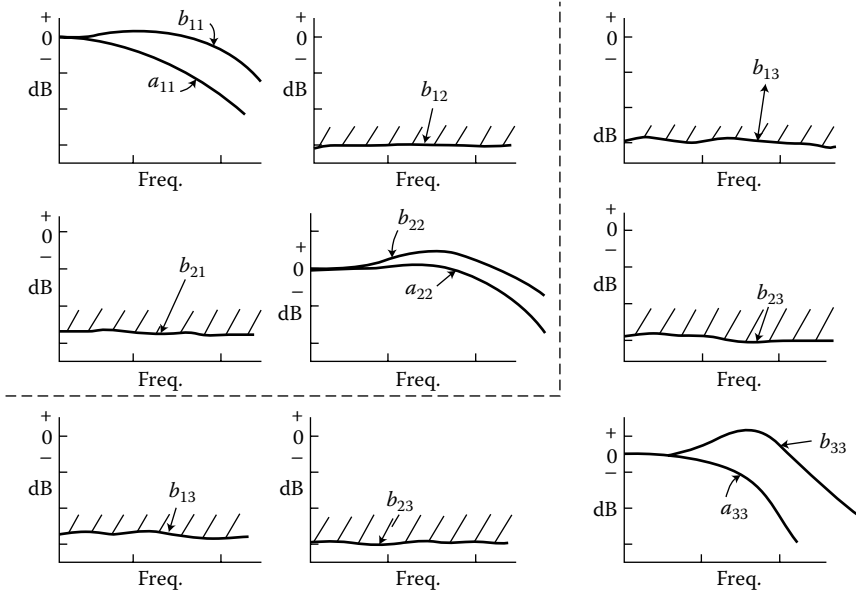 +
0
−
dB
b11
a11
Freq.
+
0
−
dB
b12
Freq.
+
0
−
dB
b13
Freq.
+
0
−
dB
b21
Freq.
+
0
−
dB
b22
a22
Freq.
+
0
−
dB
b23
Freq.
+
0
−
dB
b13
Freq.
+
0
−
dB
b23
Freq.
+
0
−
dB
b33
a33
Freq.